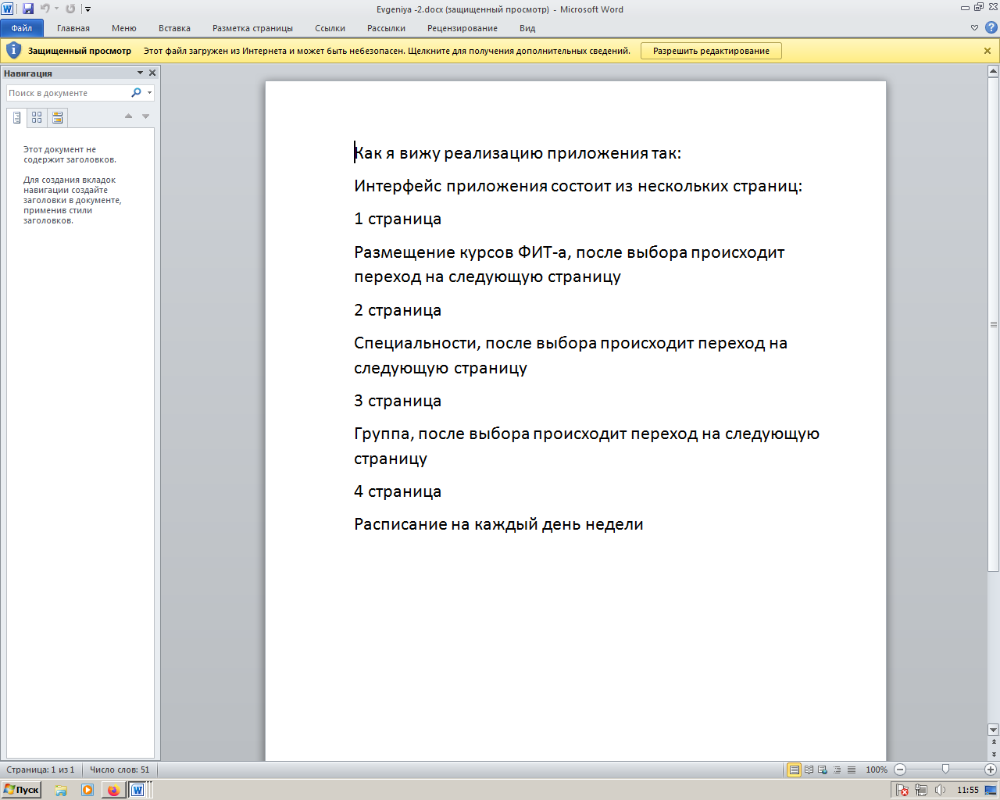 Evgeniya -2.docx (защищенный просмотр) - Microsoft Word
Файл Главная Меню Вставка Разметка страницы Ссылки Рассылки Рецензирование Вид
Защищенный просмотр Этот файл загружен из Интернета и может быть небезопасен. Щелкните для получения дополнительных сведений. Разрешить редактирование
Навигация
Поиск в документе
Этот документ не
содержит заголовков.
Для создания вкладок
навигации создайте
заголовки в документе,
применив стили
заголовков.
Как я вижу реализацию приложения так:
Интерфейс приложения состоит из нескольких страниц:
1 страница
Размещение курсов ФИТ-а, после выбора происходит
переход на следующую страницу
2 страница
Специальности, после выбора происходит переход на
следующую страницу
3 страница
Группа, после выбора происходит переход на следующую
страницу
4 страница
Расписание на каждый день недели
Страница: 1 из 1 Число слов: 51 100%
Пуск 11:55